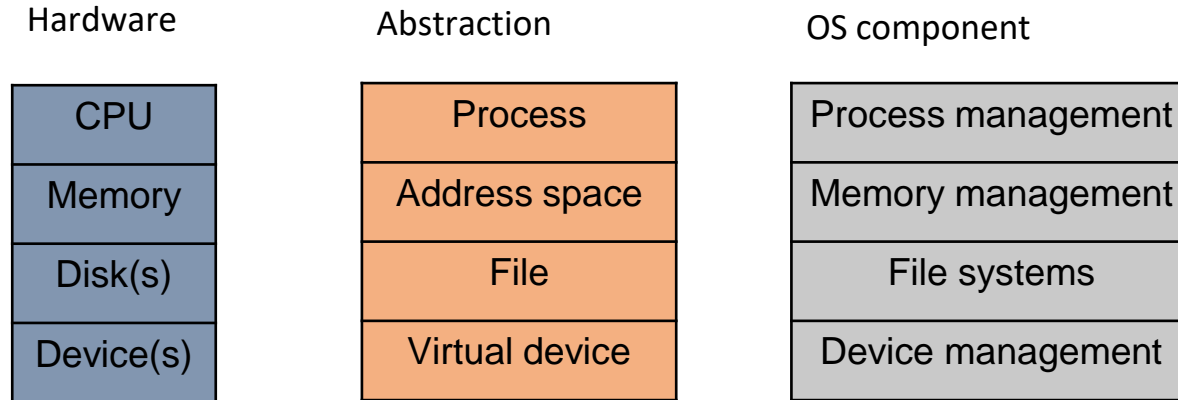 Hardware Abstraction OS component
CPU Process Process management
Memory Address space Memory management
Disk(s) File File systems
Device(s) Virtual device Device management